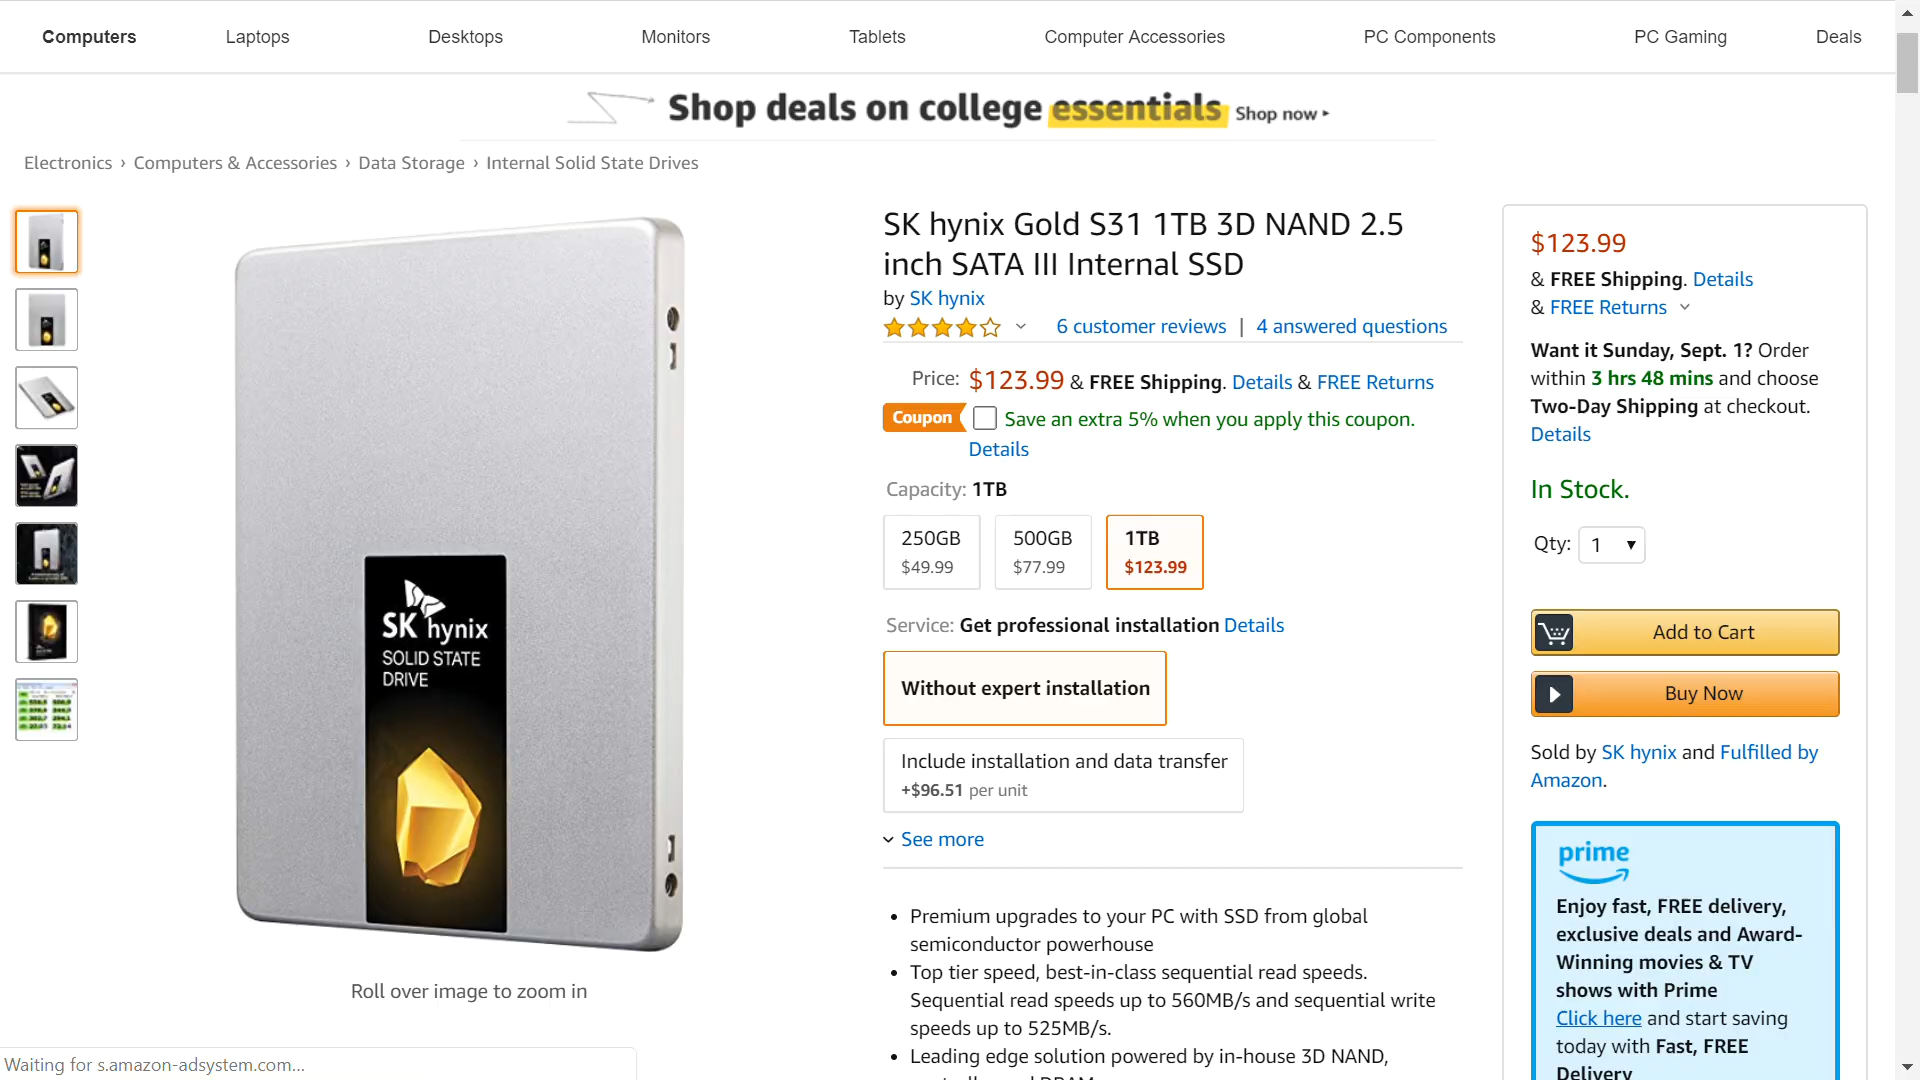 Computers Laptops Desktops Monitors Tablets Computer Accessories PC Components PC Gaming Deals
Shop deals on college essentials Shop now ▸
Electronics › Computers & Accessories › Data Storage › Internal Solid State Drives
SK hynix
SOLID STATE
DRIVE
Roll over image to zoom in
SK hynix Gold S31 1TB 3D NAND 2.5
inch SATA III Internal SSD
by SK hynix
6 customer reviews | 4 answered questions
Price: $123.99 & FREE Shipping. Details & FREE Returns
Coupon Save an extra 5% when you apply this coupon.
Details
Capacity: 1TB
250GB 500GB 1TB
$49.99 $77.99 $123.99
Service: Get professional installation Details
Without expert installation
Include installation and data transfer
+$96.51 per unit
See more
• Premium upgrades to your PC with SSD from global
semiconductor powerhouse
• Top tier speed, best-in-class sequential read speeds.
Sequential read speeds up to 560MB/s and sequential write
speeds up to 525MB/s.
• Leading edge solution powered by in-house 3D NAND,
$123.99
& FREE Shipping. Details
& FREE Returns
Want it Sunday, Sept. 1? Order
within 3 hrs 48 mins and choose
Two-Day Shipping at checkout.
Details
In Stock.
Qty: 1
Add to Cart
Buy Now
Sold by SK hynix and Fulfilled by
Amazon.
prime
Enjoy fast, FREE delivery,
exclusive deals and Award-
Winning movies & TV
shows with Prime
Click here and start saving
today with Fast, FREE
Delivery
Waiting for s.amazon-adsystem.com...